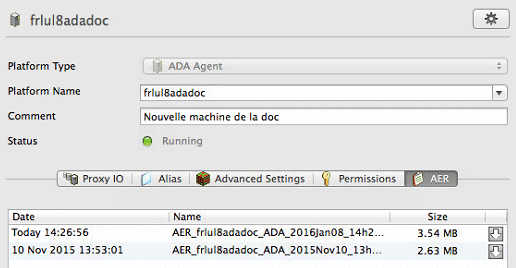 frlul8adadoc
Platform Type ADA Agent
Platform Name frlul8adadoc
Comment Nouvelle machine de la doc
Status Running
Proxy IO Alias Advanced Settings Permissions AER
Date Name Size
Today 14:26:56 AER_frlul8adadoc_ADA_2016Jan08_14h2... 3.54 MB
10 Nov 2015 13:53:01 AER_frlul8adadoc_ADA_2015Nov10_13h... 2.63 MB